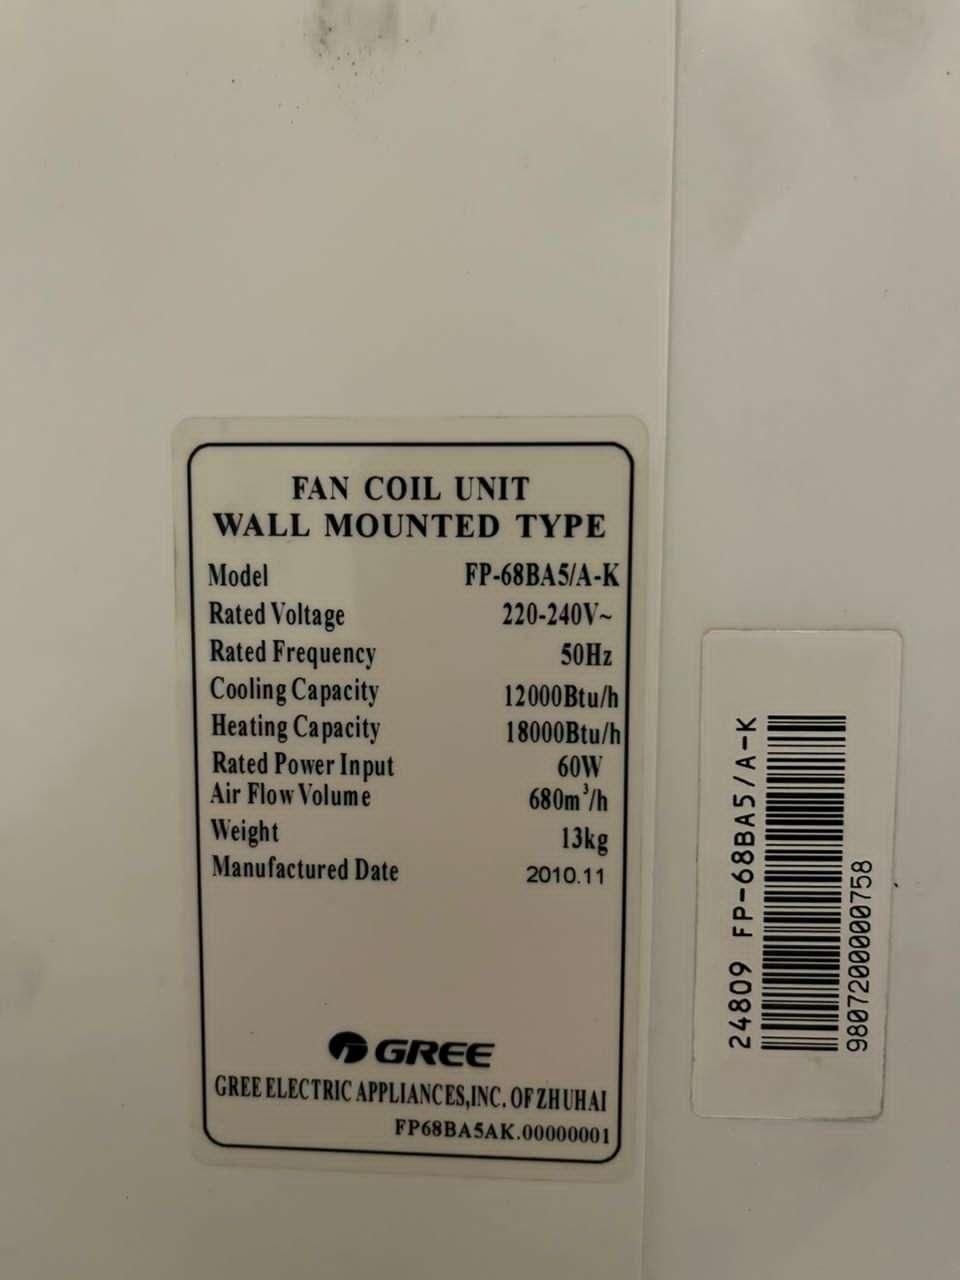 FAN COIL UNIT
WALL MOUNTED TYPE
Model FP-68BA5/A-K
Rated Voltage 220-240V~
Rated Frequency 50Hz
Cooling Capacity 12000Btu/h
Heating Capacity 18000Btu/h
Rated Power Input 60W
Air Flow Volume 680m³/h
Weight 13kg
Manufactured Date 2010.11
GREE
GREE ELECTRIC APPLIANCES,INC. OF ZHUHAI
FP68BA5AK.00000001
24809 FP-68BA5/A-K
9807200000758